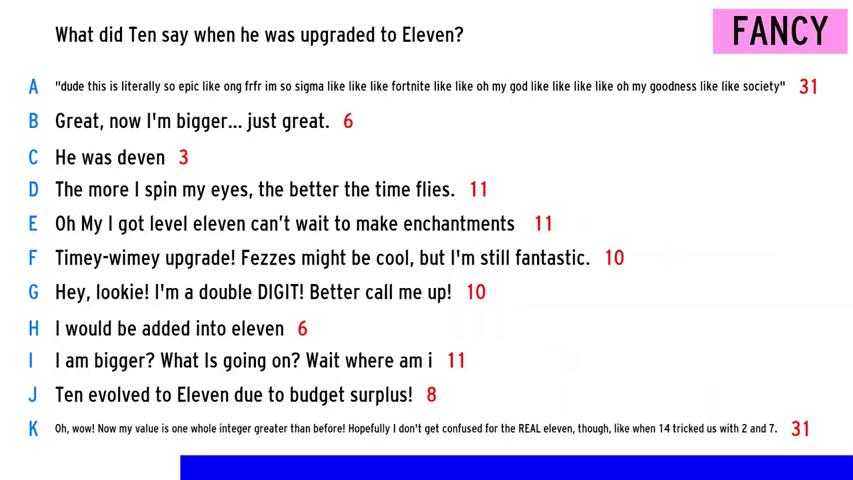 What did Ten say when he was upgraded to Eleven?
FANCY
A "dude this is literally so epic like ong frfr im so sigma like like like fortnite like like oh my god like like like like oh my goodness like like society" 31
B Great, now I'm bigger... just great. 6
C He was deven 3
D The more I spin my eyes, the better the time flies. 11
E Oh My I got level eleven can't wait to make enchantments 11
F Timey-wimey upgrade! Fezzes might be cool, but I'm still fantastic. 10
G Hey, lookie! I'm a double DIGIT! Better call me up! 10
H I would be added into eleven 6
I I am bigger? What Is going on? Wait where am i 11
J Ten evolved to Eleven due to budget surplus! 8
K Oh, wow! Now my value is one whole integer greater than before! Hopefully I don't get confused for the REAL eleven, though, like when 14 tricked us with 2 and 7. 31